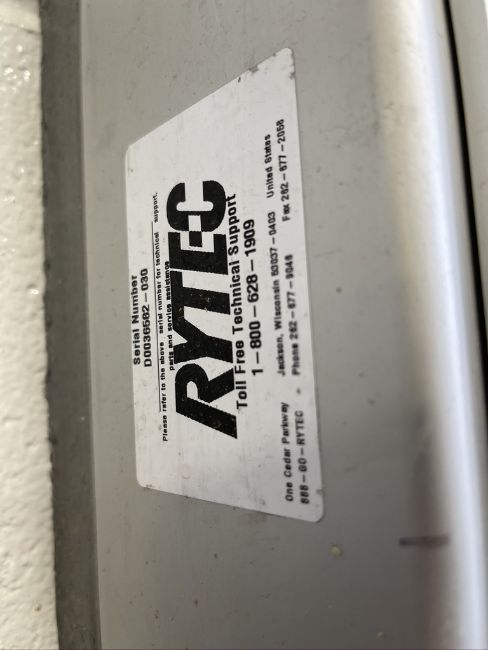 Serial Number
D0036582-030
Please refer to the above serial number for technical support,
parts and service assistance
RYTEC
Toll Free Technical Support
1-800-628-1909
One Cedar Parkway Jackson, Wisconsin 53037-0403 United States
888-GO-RYTEC - Phone 262-677-9046 Fax 262-677-2058